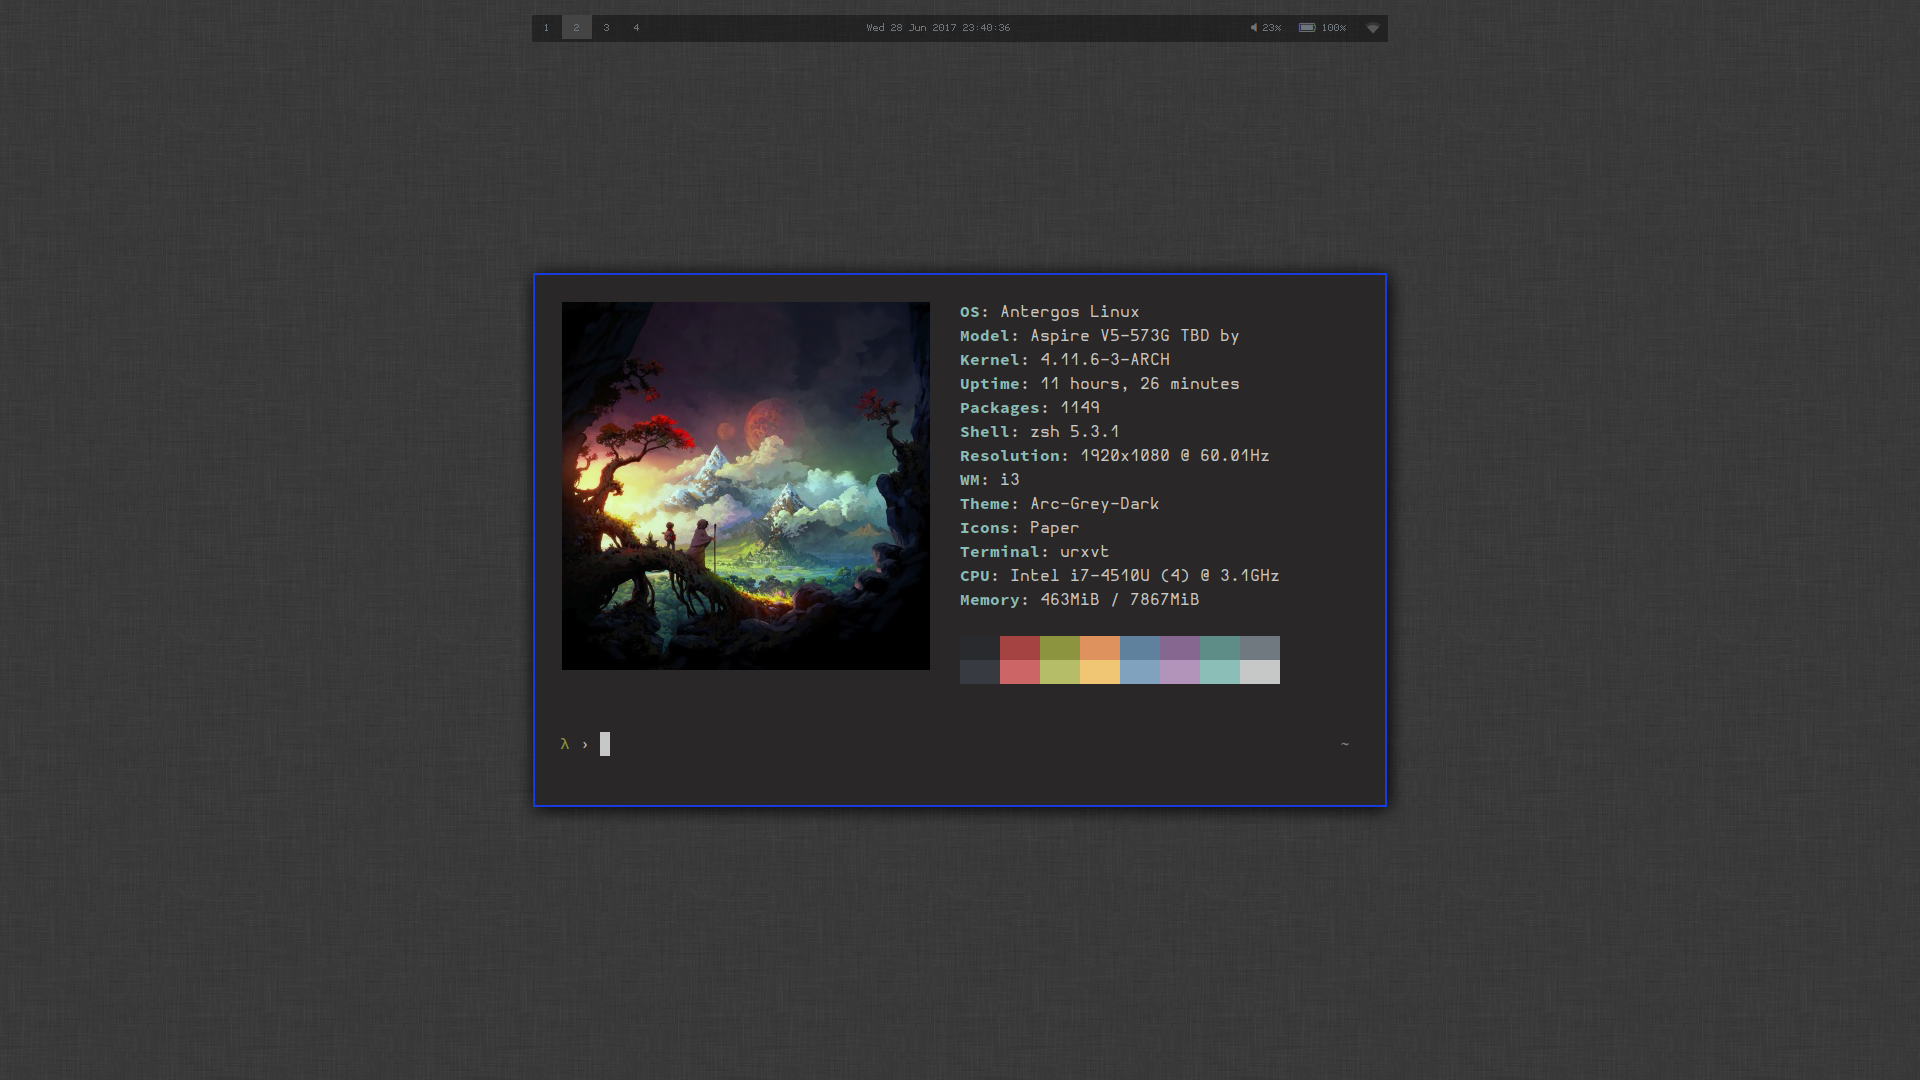 1 2 3 4 Wed 28 Jun 2017 23:40:36 23% 100%
OS: Antergos Linux
Model: Aspire V5-573G TBD by
Kernel: 4.11.6-3-ARCH
Uptime: 11 hours, 26 minutes
Packages: 1149
Shell: zsh 5.3.1
Resolution: 1920x1080 @ 60.01Hz
WM: i3
Theme: Arc-Grey-Dark
Icons: Paper
Terminal: urxvt
CPU: Intel i7-4510U (4) @ 3.1GHz
Memory: 463MiB / 7867MiB
λ › ~